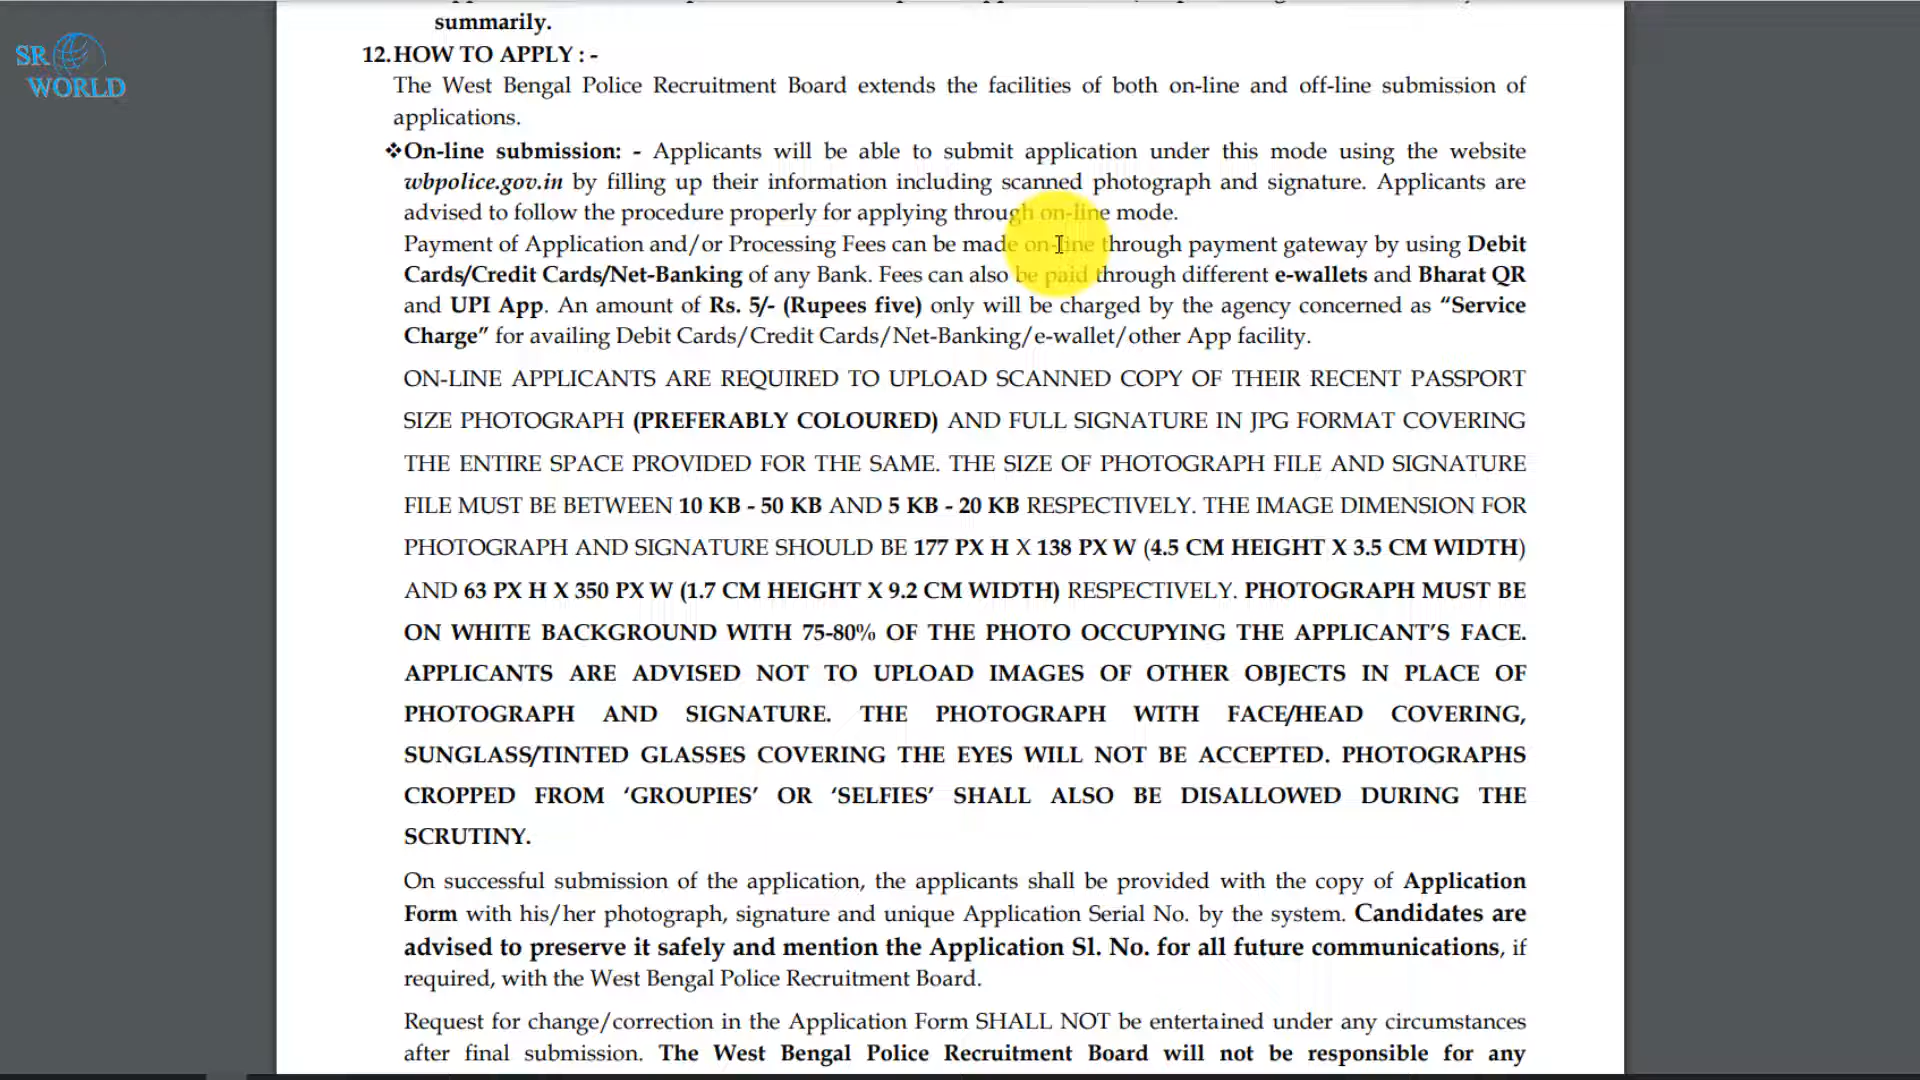 summarily.
SR
WORLD
12. HOW TO APPLY : -
The West Bengal Police Recruitment Board extends the facilities of both on-line and off-line submission of
applications.
❖On-line submission: - Applicants will be able to submit application under this mode using the website
wbpolice.gov.in by filling up their information including scanned photograph and signature. Applicants are
advised to follow the procedure properly for applying through on-line mode.
Payment of Application and/or Processing Fees can be made on-line through payment gateway by using Debit
Cards/Credit Cards/Net-Banking of any Bank. Fees can also be paid through different e-wallets and Bharat QR
and UPI App. An amount of Rs. 5/- (Rupees five) only will be charged by the agency concerned as “Service
Charge” for availing Debit Cards/Credit Cards/Net-Banking/e-wallet/other App facility.
ON-LINE APPLICANTS ARE REQUIRED TO UPLOAD SCANNED COPY OF THEIR RECENT PASSPORT
SIZE PHOTOGRAPH (PREFERABLY COLOURED) AND FULL SIGNATURE IN JPG FORMAT COVERING
THE ENTIRE SPACE PROVIDED FOR THE SAME. THE SIZE OF PHOTOGRAPH FILE AND SIGNATURE
FILE MUST BE BETWEEN 10 KB - 50 KB AND 5 KB - 20 KB RESPECTIVELY. THE IMAGE DIMENSION FOR
PHOTOGRAPH AND SIGNATURE SHOULD BE 177 PX H X 138 PX W (4.5 CM HEIGHT X 3.5 CM WIDTH)
AND 63 PX H X 350 PX W (1.7 CM HEIGHT X 9.2 CM WIDTH) RESPECTIVELY. PHOTOGRAPH MUST BE
ON WHITE BACKGROUND WITH 75-80% OF THE PHOTO OCCUPYING THE APPLICANT’S FACE.
APPLICANTS ARE ADVISED NOT TO UPLOAD IMAGES OF OTHER OBJECTS IN PLACE OF
PHOTOGRAPH AND SIGNATURE. THE PHOTOGRAPH WITH FACE/HEAD COVERING,
SUNGLASS/TINTED GLASSES COVERING THE EYES WILL NOT BE ACCEPTED. PHOTOGRAPHS
CROPPED FROM ‘GROUPIES’ OR ‘SELFIES’ SHALL ALSO BE DISALLOWED DURING THE
SCRUTINY.
On successful submission of the application, the applicants shall be provided with the copy of Application
Form with his/her photograph, signature and unique Application Serial No. by the system. Candidates are
advised to preserve it safely and mention the Application Sl. No. for all future communications, if
required, with the West Bengal Police Recruitment Board.
Request for change/correction in the Application Form SHALL NOT be entertained under any circumstances
after final submission. The West Bengal Police Recruitment Board will not be responsible for any